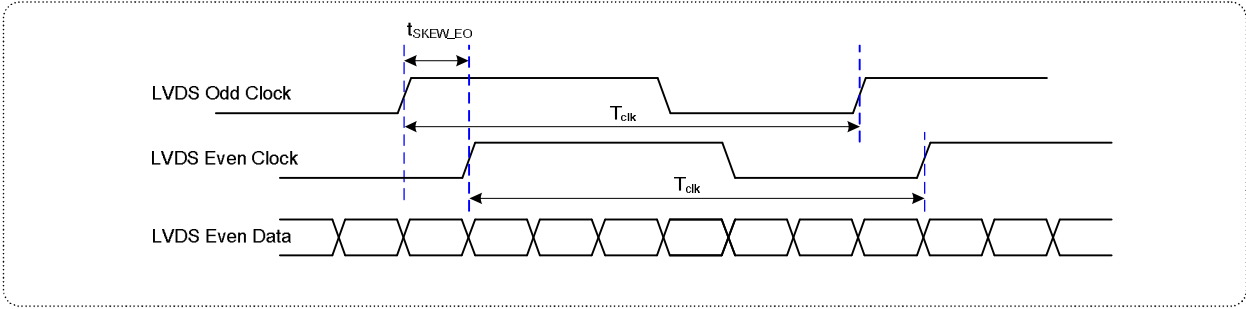 tSKEW_EO
LVDS Odd Clock
Tclk
LVDS Even Clock
Tclk
LVDS Even Data